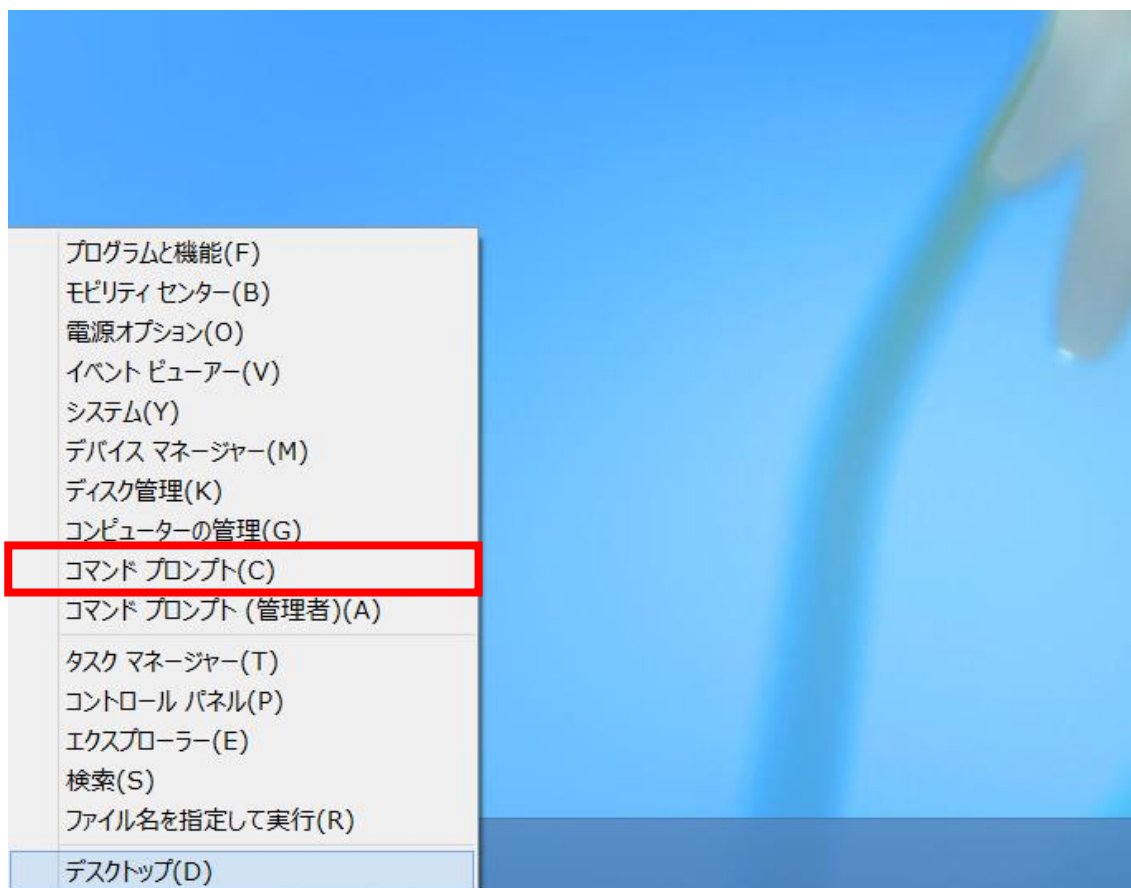 プログラムと機能(F)
モビリティ センター(B)
電源オプション(O)
イベント ビューアー(V)
システム(Y)
デバイス マネージャー(M)
ディスク管理(K)
コンピューターの管理(G)
コマンド プロンプト(C)
コマンド プロンプト (管理者)(A)
タスク マネージャー(T)
コントロール パネル(P)
エクスプローラー(E)
検索(S)
ファイル名を指定して実行(R)
デスクトップ(D)